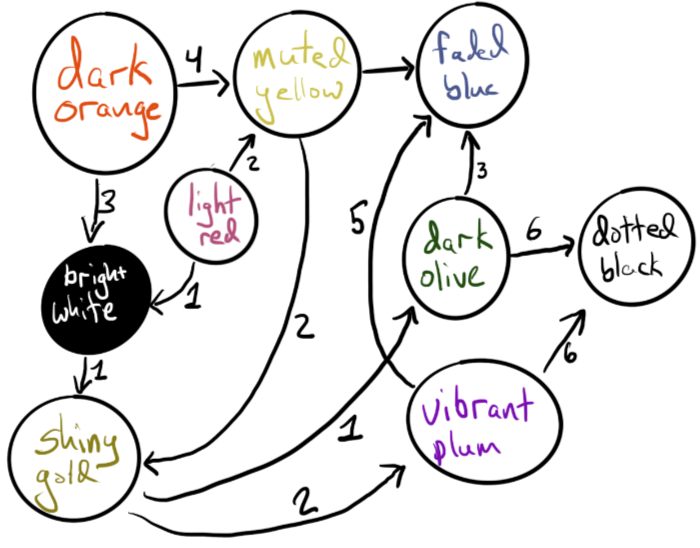 dark
orange
4
muted
yellow
faded
blue
3
light
red
2
5
3
dark
olive
6
dotted
black
bright
white
1
2
1
6
shiny
gold
1
vibrant
plum
2